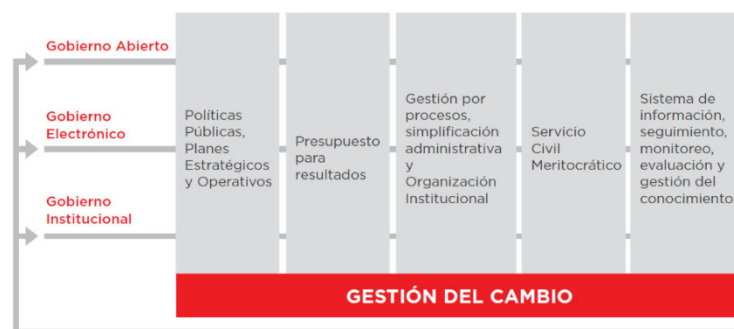 Gobierno Abierto
Gobierno
Electrónico
Gobierno
Institucional
Políticas
Públicas,
Planes
Estratégicos
y Operativos
Presupuesto
para
resultados
Gestión por
procesos,
simplificación
administrativa
y
Organización
Institucional
Servicio
Civil
Meritocrático
Sistema de
información,
seguimiento,
monitoreo,
evaluación y
gestión del
conocimiento
GESTIÓN DEL CAMBIO